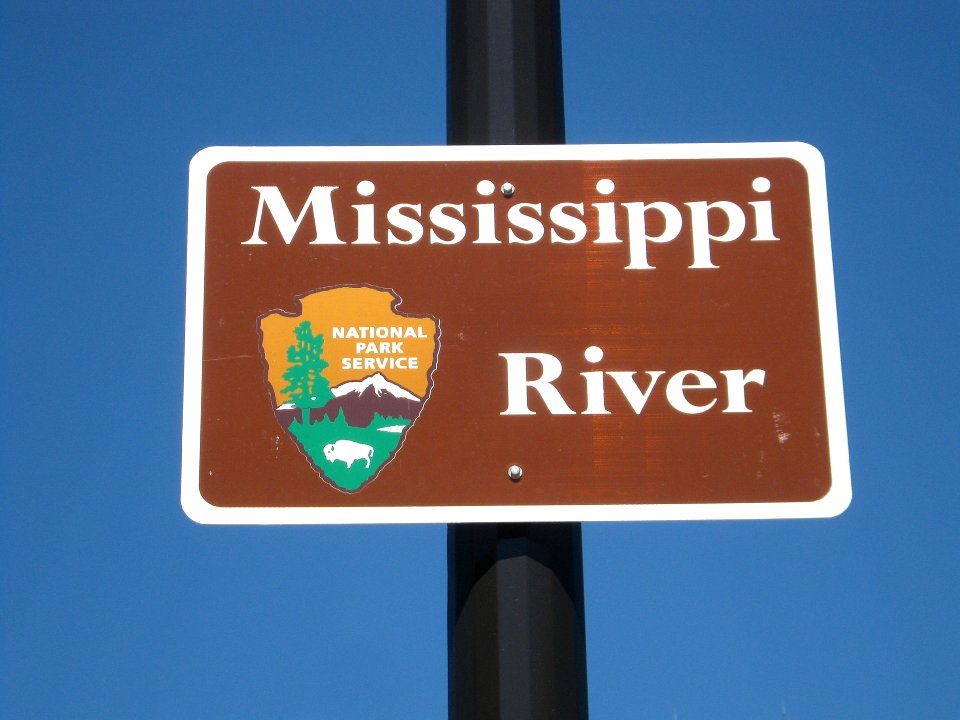 Mississippi
NATIONAL
PARK
SERVICE
River